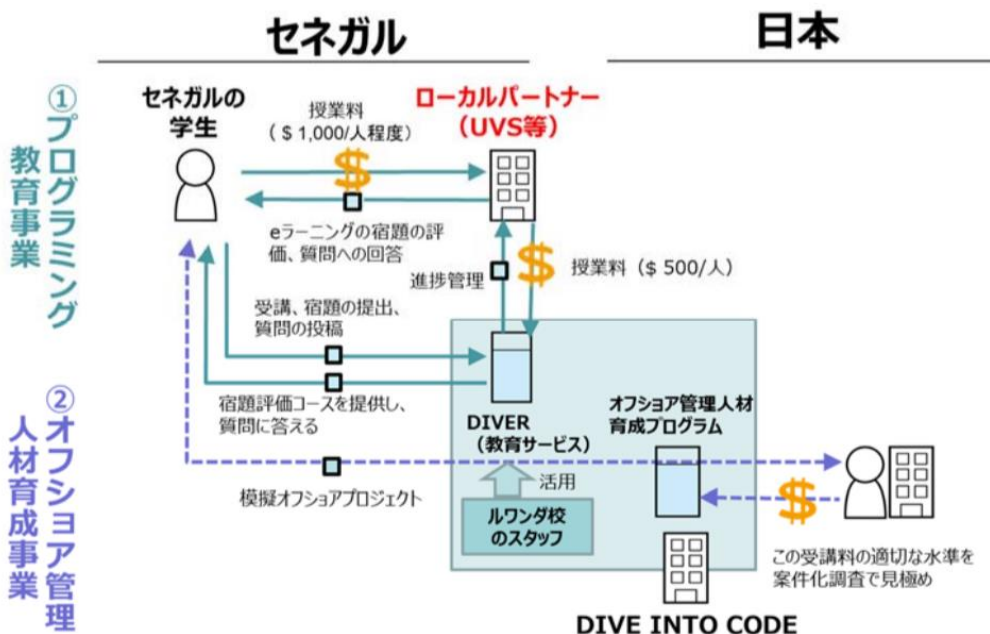 セネガル
日本
①プログラミング
教育事業
セネガルの
学生
授業料
（＄1,000/人程度）
ローカルパートナー
（UVS等）
eラーニングの宿題の評
価、質問への回答
進捗管理
授業料（＄500/人）
受講、宿題の提出、
質問の投稿
宿題評価コースを提供し、
質問に答える
DIVER
（教育サービス）
オフショア管理人材
育成プログラム
②オフショア管理
人材育成事業
模擬オフショアプロジェクト
活用
ルワンダ校
のスタッフ
この受講料の適切な水準を
案件化調査で見極め
DIVE INTO CODE